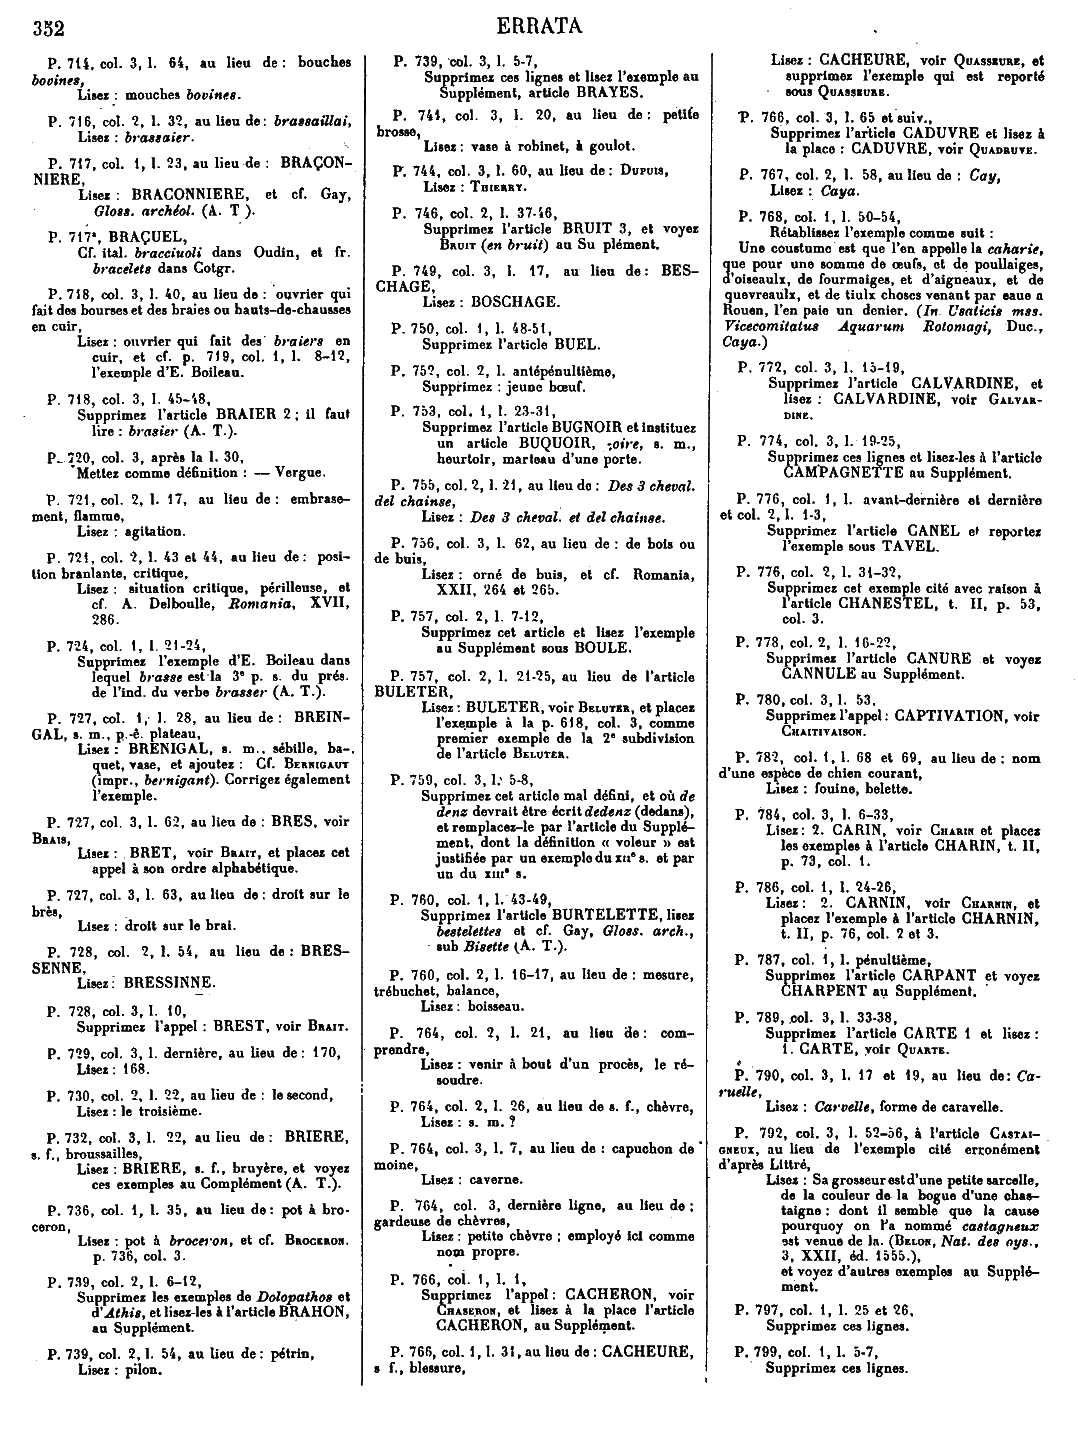 352
ERRATA
P. 714, col. 3, l. 64, au lieu de : bouches
bovines,
Lisez : mouches bovines.
P. 716, col. 2, l. 32, au lieu de : brassaillai,
Lisez : brassaier.
P. 717, col. 1, l. 23, au lieu de : BRAÇON-
NIERE,
Lisez : BRACONNIERE, et cf. Gay,
Gloss. archéol. (A. T ).
P. 717ª, BRAÇUEL,
Cf. ital. bracciuoli dans Oudin, et fr.
bracelets dans Cotgr.
P. 718, col. 3, l. 40, au lieu de : ouvrier qui
fait des bourses et des braies ou hauts-de-chausses
en cuir,
Lisez : ouvrier qui fait des braiers en
cuir, et cf. p. 719, col. 1, l. 8-12,
l'exemple d'E. Boileau.
P. 718, col. 3, l. 45-48,
Supprimez l'article BRAIER 2 ; il faut
lire : brasier (A. T.).
P. 720, col. 3, après la l. 30,
Mettez comme définition : — Vergue.
P. 721, col. 2, l. 17, au lieu de : embrase-
ment, flamme,
Lisez : agitation.
P. 721, col. 2, l. 43 et 44, au lieu de : posi-
tion branlante, critique,
Lisez : situation critique, périlleuse, et
cf. A. Delboulle, Romania, XVII,
286.
P. 724, col. 1, l. 21-24,
Supprimez l'exemple d'E. Boileau dans
lequel brasse est la 3e p. s. du prés.
de l'ind. du verbe brasser (A. T.).
P. 727, col. 1, l. 28, au lieu de : BREIN-
GAL, s. m., p.-ê. plateau,
Lisez : BRENIGAL, s. m., sébille, ba-
quet, vase, et ajoutez : Cf. BERNIGAUT
(impr., bernigant). Corrigez également
l'exemple.
P. 727, col. 3, l. 62, au lieu de : BRES, voir
BRAIS,
Lisez : BRET, voir BRAIT, et placez cet
appel à son ordre alphabétique.
P. 727, col. 3, l. 63, au lieu de : droit sur le
brès,
Lisez : droit sur le brai.
P. 728, col. 2, l. 54, au lieu de : BRES-
SENNE,
Lisez : BRESSINNE.
P. 728, col. 3, l. 10,
Supprimez l'appel : BREST, voir BRAIT.
P. 729, col. 3, l. dernière, au lieu de : 170,
Lisez : 168.
P. 730, col. 2, l. 22, au lieu de : le second,
Lisez : le troisième.
P. 732, col. 3, l. 22, au lieu de : BRIERE,
s. f., broussailles,
Lisez : BRIERE, s. f., bruyère, et voyez
ces exemples au Complément (A. T.).
P. 736, col. 1, l. 35, au lieu de : pot à bro-
ceron,
Lisez : pot à broceron, et cf. BROCERON.
p. 736, col. 3.
P. 739, col. 2, l. 6-12,
Supprimez les exemples de Dolopathos et
d'Athis, et lisez-les à l'article BRAHON,
au Supplément.
P. 739, col. 2, l. 54, au lieu de : pétrin,
Lisez : pilon.
P. 739, col. 3, l. 5-7,
Supprimez ces lignes et lisez l'exemple au
Supplément, article BRAYES.
P. 741, col. 3, l. 20, au lieu de : petite
brosse,
Lisez : vase à robinet, à goulot.
P. 744, col. 3, l. 60, au lieu de : DUPUIS,
Lisez : THIERRY.
P. 746, col. 2, l. 37-46,
Supprimez l'article BRUIT 3, et voyez
BRUIT (en bruit) au Su plément.
P. 749, col. 3, l. 17, au lieu de : BES-
CHAGE,
Lisez : BOSCHAGE.
P. 750, col. 1, l. 48-51,
Supprimez l'article BUEL.
P. 752, col. 2, l. antépénultième,
Supprimez : jeune bœuf.
P. 753, col. 1, l. 23-31,
Supprimez l'article BUGNOIR et instituez
un article BUQUOIR, -oire, s. m.,
heurtoir, marteau d'une porte.
P. 755, col. 2, l. 21, au lieu de : Des 3 cheval.
del chainse,
Lisez : Des 3 cheval. et del chainse.
P. 756, col. 3, l. 62, au lieu de : de bois ou
de buis,
Lisez : orné de buis, et cf. Romania,
XXII, 264 et 265.
P. 757, col. 2, l. 7-12,
Supprimez cet article et lisez l'exemple
au Supplément sous BOULE.
P. 757, col. 2, l. 21-25, au lieu de l'article
BULETER,
Lisez : BULETER, voir BELUTER, et placez
l'exemple à la p. 618, col. 3, comme
premier exemple de la 2e subdivision
de l'article BELUTER.
P. 759, col. 3, l. 5-8,
Supprimez cet article mal défini, et où de
denz devrait être écrit dedenz (dedans),
et remplacez-le par l'article du Supplé-
ment, dont la définition « voleur » est
justifiée par un exemple du XIIe s. et par
un du XIIIe s.
P. 760, col. 1, l. 43-49,
Supprimez l'article BURTELETTE, lisez
bestelettes et cf. Gay, Gloss. arch.,
sub Bisette (A. T.).
P. 760, col. 2, l. 16-17, au lieu de : mesure,
trébuchet, balance,
Lisez : boisseau.
P. 764, col. 2, l. 21, au lieu de : com-
prendre,
Lisez : venir à bout d'un procès, le ré-
soudre.
P. 764, col. 2, l. 26, au lieu de s. f., chèvre,
Lisez : s. m. ?
P. 764, col. 3, l. 7, au lieu de : capuchon de
moine,
Lisez : caverne.
P. 764, col. 3, dernière ligne, au lieu de :
gardeuse de chèvres,
Lisez : petite chèvre ; employé ici comme
nom propre.
P. 766, col. 1, l. 1,
Supprimez l'appel : CACHERON, voir
CHASERON, et lisez à la place l'article
CACHERON, au Supplément.
P. 766, col. 1, l. 31, au lieu de : CACHEURE,
s f., blessure,
Lisez : CACHEURE, voir QUASSEURE, et
supprimez l'exemple qui est reporté
sous QUASSEURE.
P. 766, col. 3, l. 65 et suiv.,
Supprimez l'article CADUVRE et lisez à
la place : CADUVRE, voir QUADRUVE.
P. 767, col. 2, l. 58, au lieu de : Cay,
Lisez : Caya.
P. 768, col. 1, l. 50-54,
Rétablissez l'exemple comme suit :
Une coustume est que l'en appelle la caharie,
que pour une somme de œufs, et de poullaiges,
d'oiseaulx, de fourmaiges, et d'aigneaux, et de
quevreaulx, et de tiulx choses venant par eaue a
Rouen, l'en paie un denier. (In Usaticis mss.
Vicecomitatus Aquarum Rotomagi, Duc.,
Caya.)
P. 772, col. 3, l. 15-19,
Supprimez l'article CALVARDINE, et
lisez : CALVARDINE, voir GALVAR-
DINE.
P. 774, col. 3, l. 19-25,
Supprimez ces lignes et lisez-les à l'article
CAMPAGNETTE au Supplément.
P. 776, col. 1, l. avant-dernière et dernière
et col. 2, l. 1-3,
Supprimez l'article CANEL et reportez
l'exemple sous TAVEL.
P. 776, col. 2, l. 31-32,
Supprimez cet exemple cité avec raison à
l'article CHANESTEL, t. II, p. 53,
col. 3.
P. 778, col. 2, l. 16-22,
Supprimez l'article CANURE et voyez
CANNULE au Supplément.
P. 780, col. 3, l. 53,
Supprimez l'appel : CAPTIVATION, voir
CHAITIVAISON.
P. 782, col. 1, l. 68 et 69, au lieu de : nom
d'une espèce de chien courant,
Lisez : fouine, belette.
P. 784, col. 3, l. 6-33,
Lisez : 2. CARIN, voir CHARIN et placez
les exemples à l'article CHARIN, t. II,
p. 73, col. 1.
P. 786, col. 1, l. 24-26,
Lisez : 2. CARNIN, voir CHARNIN, et
placez l'exemple à l'article CHARNIN,
t. II, p. 76, col. 2 et 3.
P. 787, col. 1, l. pénultième,
Supprimez l'article CARPANT et voyez
CHARPENT au Supplément.
P. 789, col. 3, l. 33-38,
Supprimez l'article CARTE 1 et lisez :
1. CARTE, voir QUARTE.
P. 790, col. 3, l. 17 et 19, au lieu de : Ca-
ruelle,
Lisez : Carvelle, forme de caravelle.
P. 792, col. 3, l. 52-56, à l'article CASTAI-
GNEUX, au lieu de l'exemple cité erronément
d'après Littré,
Lisez : Sa grosseur est d'une petite sarcelle,
de la couleur de la bogue d'une chas-
taigne : dont il semble que la cause
pourquoy on l'a nommé castagneux
est venue de la. (BELON, Nat. des oys.,
3, XXII, éd. 1555.),
et voyez d'autres exemples au Supplé-
ment.
P. 797, col. 1, l. 25 et 26,
Supprimez ces lignes.
P. 799, col. 1, l. 5-7,
Supprimez ces lignes.